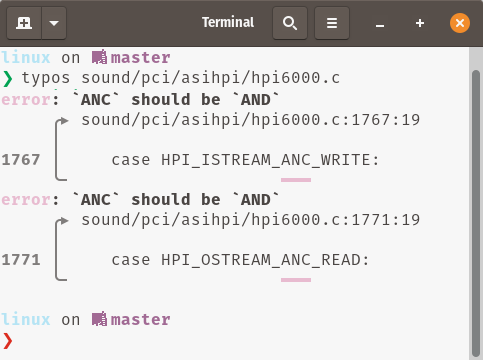 Terminal
linux on master
❯ typos sound/pci/asihpi/hpi6000.c
error: `ANC` should be `AND`
sound/pci/asihpi/hpi6000.c:1767:19
1767 case HPI_ISTREAM_ANC_WRITE:
error: `ANC` should be `AND`
sound/pci/asihpi/hpi6000.c:1771:19
1771 case HPI_OSTREAM_ANC_READ:
linux on master
❯